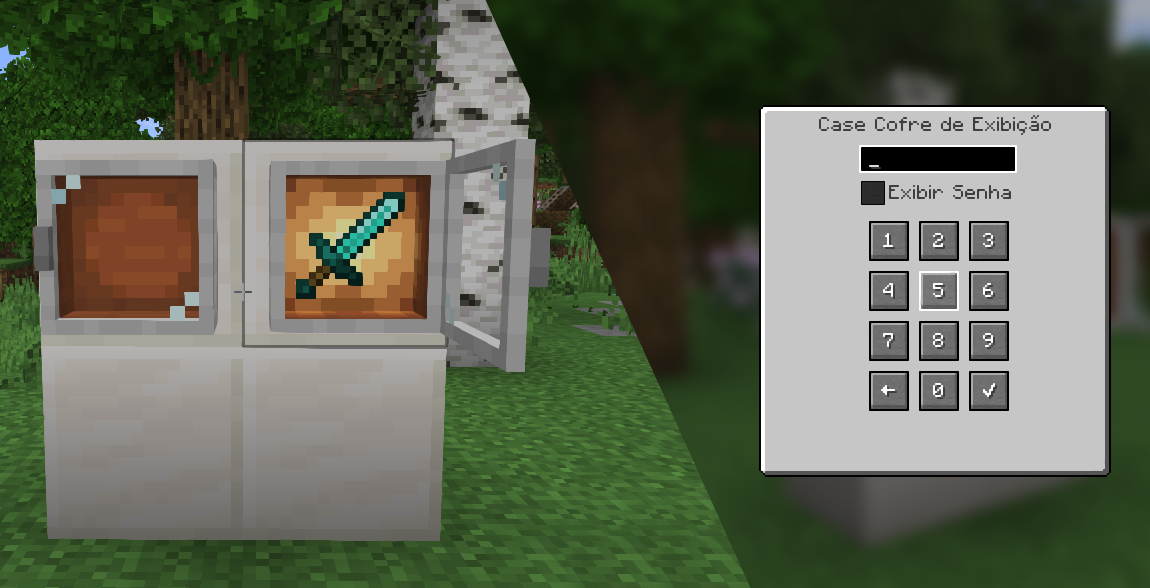 Case Cofre de Exibição
_
Exibir Senha
1 2 3
4 5 6
7 8 9
← 0 ✓